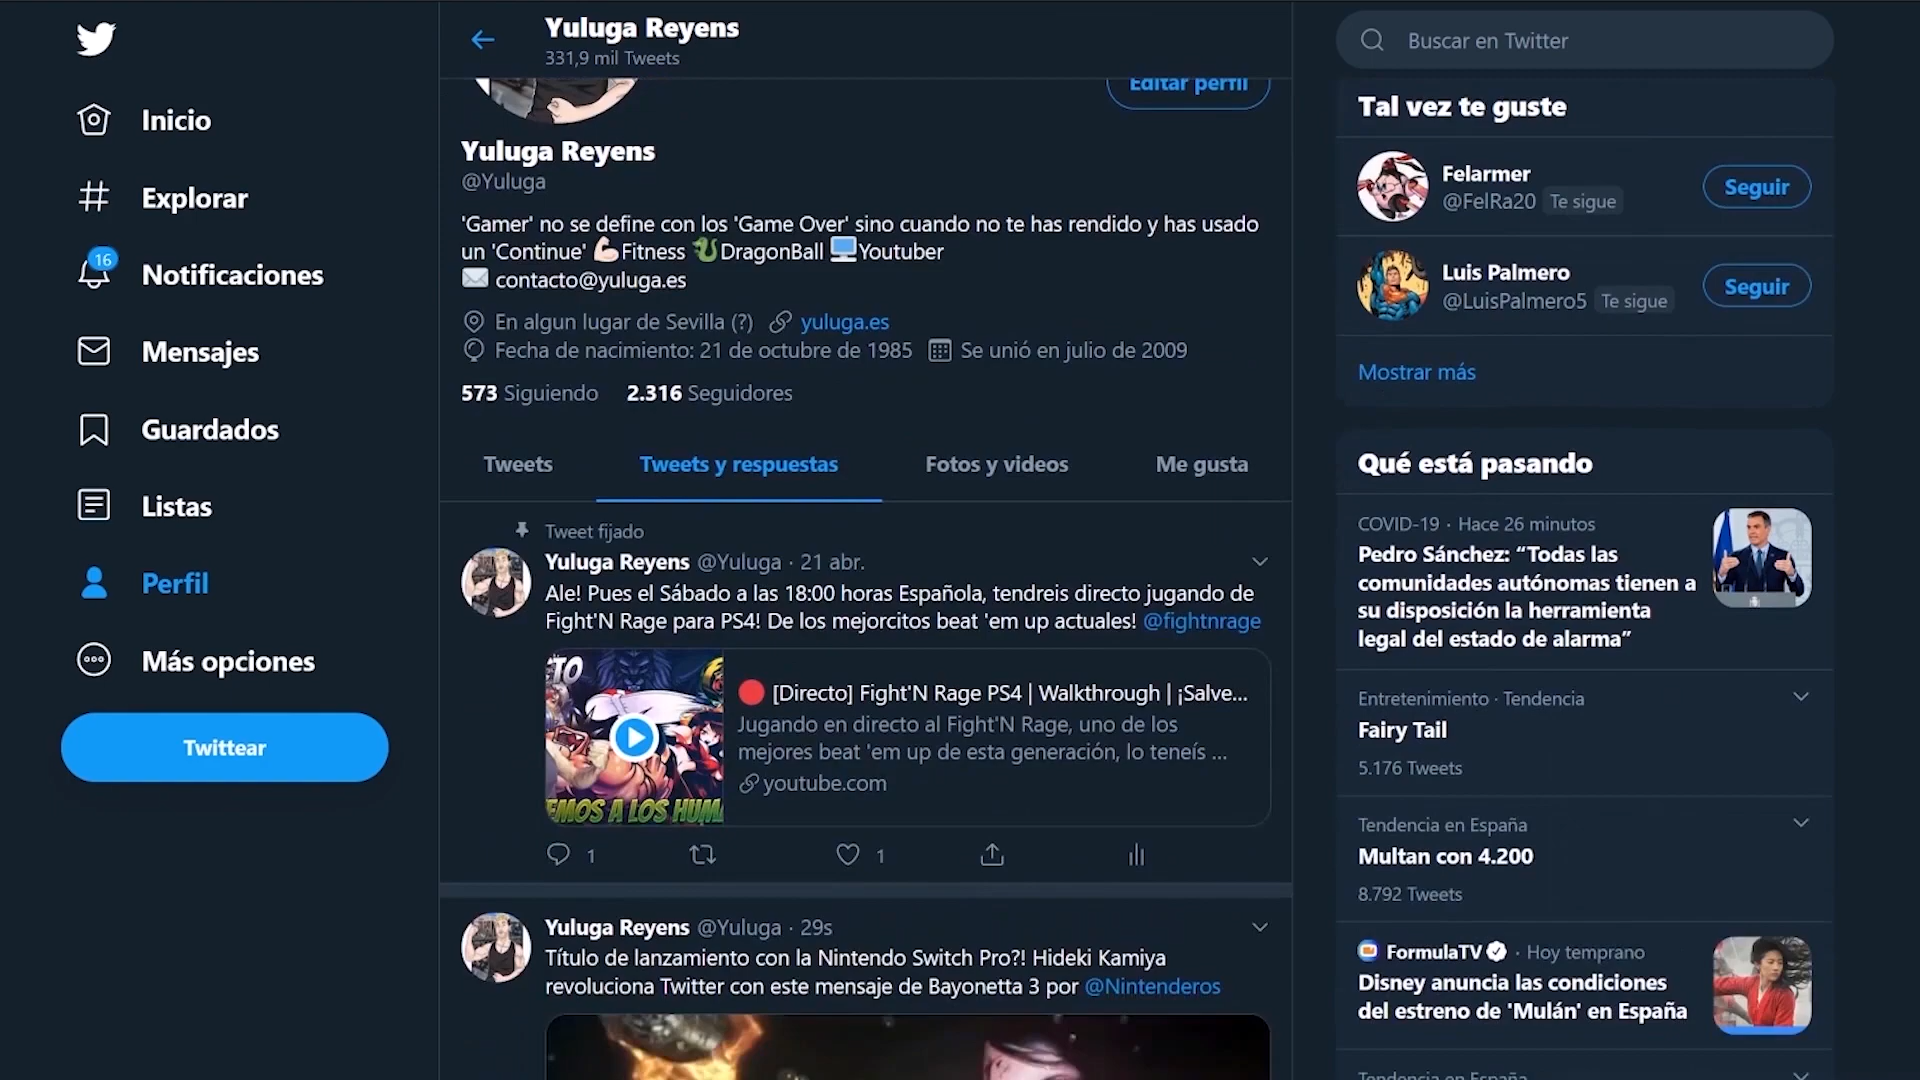 Inicio
Explorar
16
Notificaciones
Mensajes
Guardados
Listas
Perfil
Más opciones
Twittear
Yuluga Reyens
331,9 mil Tweets
Editar perfil
Yuluga Reyens
@Yuluga
'Gamer' no se define con los 'Game Over' sino cuando no te has rendido y has usado
un 'Continue' 💪🏻Fitness 🐉DragonBall 🖥️Youtuber
✉️ contacto@yuluga.es
En algun lugar de Sevilla (?) yuluga.es
Fecha de nacimiento: 21 de octubre de 1985 Se unió en julio de 2009
573 Siguiendo 2.316 Seguidores
Tweets Tweets y respuestas Fotos y videos Me gusta
Tweet fijado
Yuluga Reyens @Yuluga · 21 abr.
Ale! Pues el Sábado a las 18:00 horas Española, tendreis directo jugando de
Fight'N Rage para PS4! De los mejorcitos beat 'em up actuales! @fightnrage
TO
EMOS A LOS HUM
🔴 [Directo] Fight'N Rage PS4 | Walkthrough | ¡Salve...
Jugando en directo al Fight'N Rage, uno de los
mejores beat 'em up de esta generación, lo teneís ...
youtube.com
1 1
Yuluga Reyens @Yuluga · 29s
Título de lanzamiento con la Nintendo Switch Pro?! Hideki Kamiya
revoluciona Twitter con este mensaje de Bayonetta 3 por @Nintenderos
Buscar en Twitter
Tal vez te guste
Felarmer
@FelRa20 Te sigue
Seguir
Luis Palmero
@LuisPalmero5 Te sigue
Seguir
Mostrar más
Qué está pasando
COVID-19 · Hace 26 minutos
Pedro Sánchez: “Todas las
comunidades autónomas tienen a
su disposición la herramienta
legal del estado de alarma”
Entretenimiento · Tendencia
Fairy Tail
5.176 Tweets
Tendencia en España
Multan con 4.200
8.792 Tweets
FormulaTV · Hoy temprano
Disney anuncia las condiciones
del estreno de 'Mulán' en España
Tendencia en España